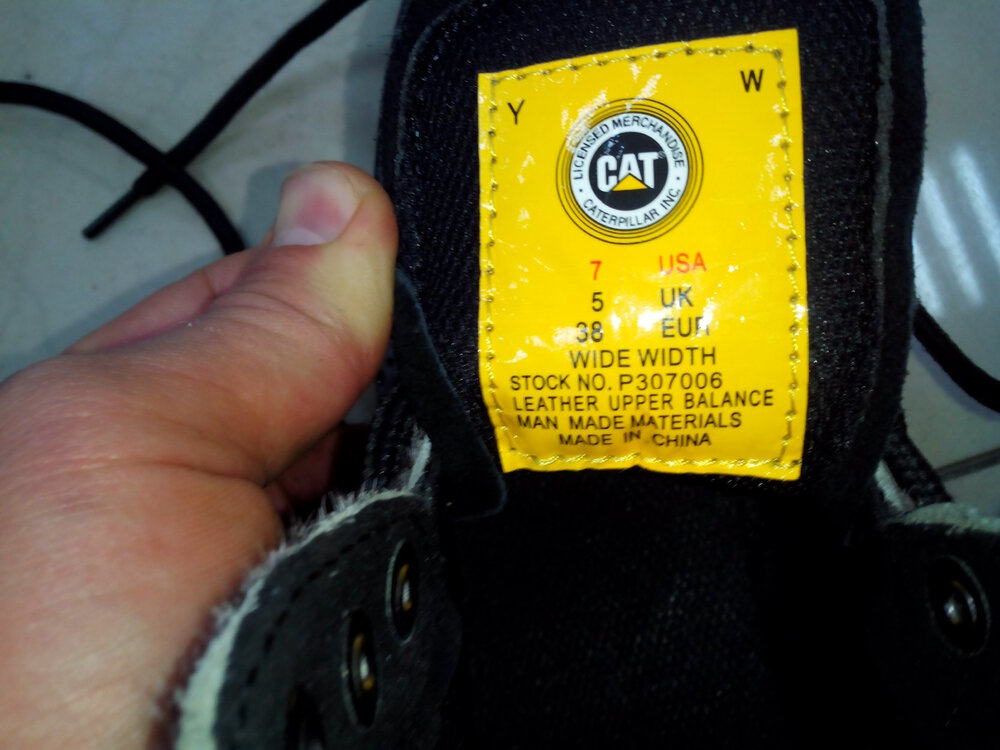 Y W
LICENSED MERCHANDISE
CAT®
CATERPILLAR INC.
7 USA
5 UK
38 EUR
WIDE WIDTH
STOCK NO. P307006
LEATHER UPPER BALANCE
MAN MADE MATERIALS
MADE IN CHINA